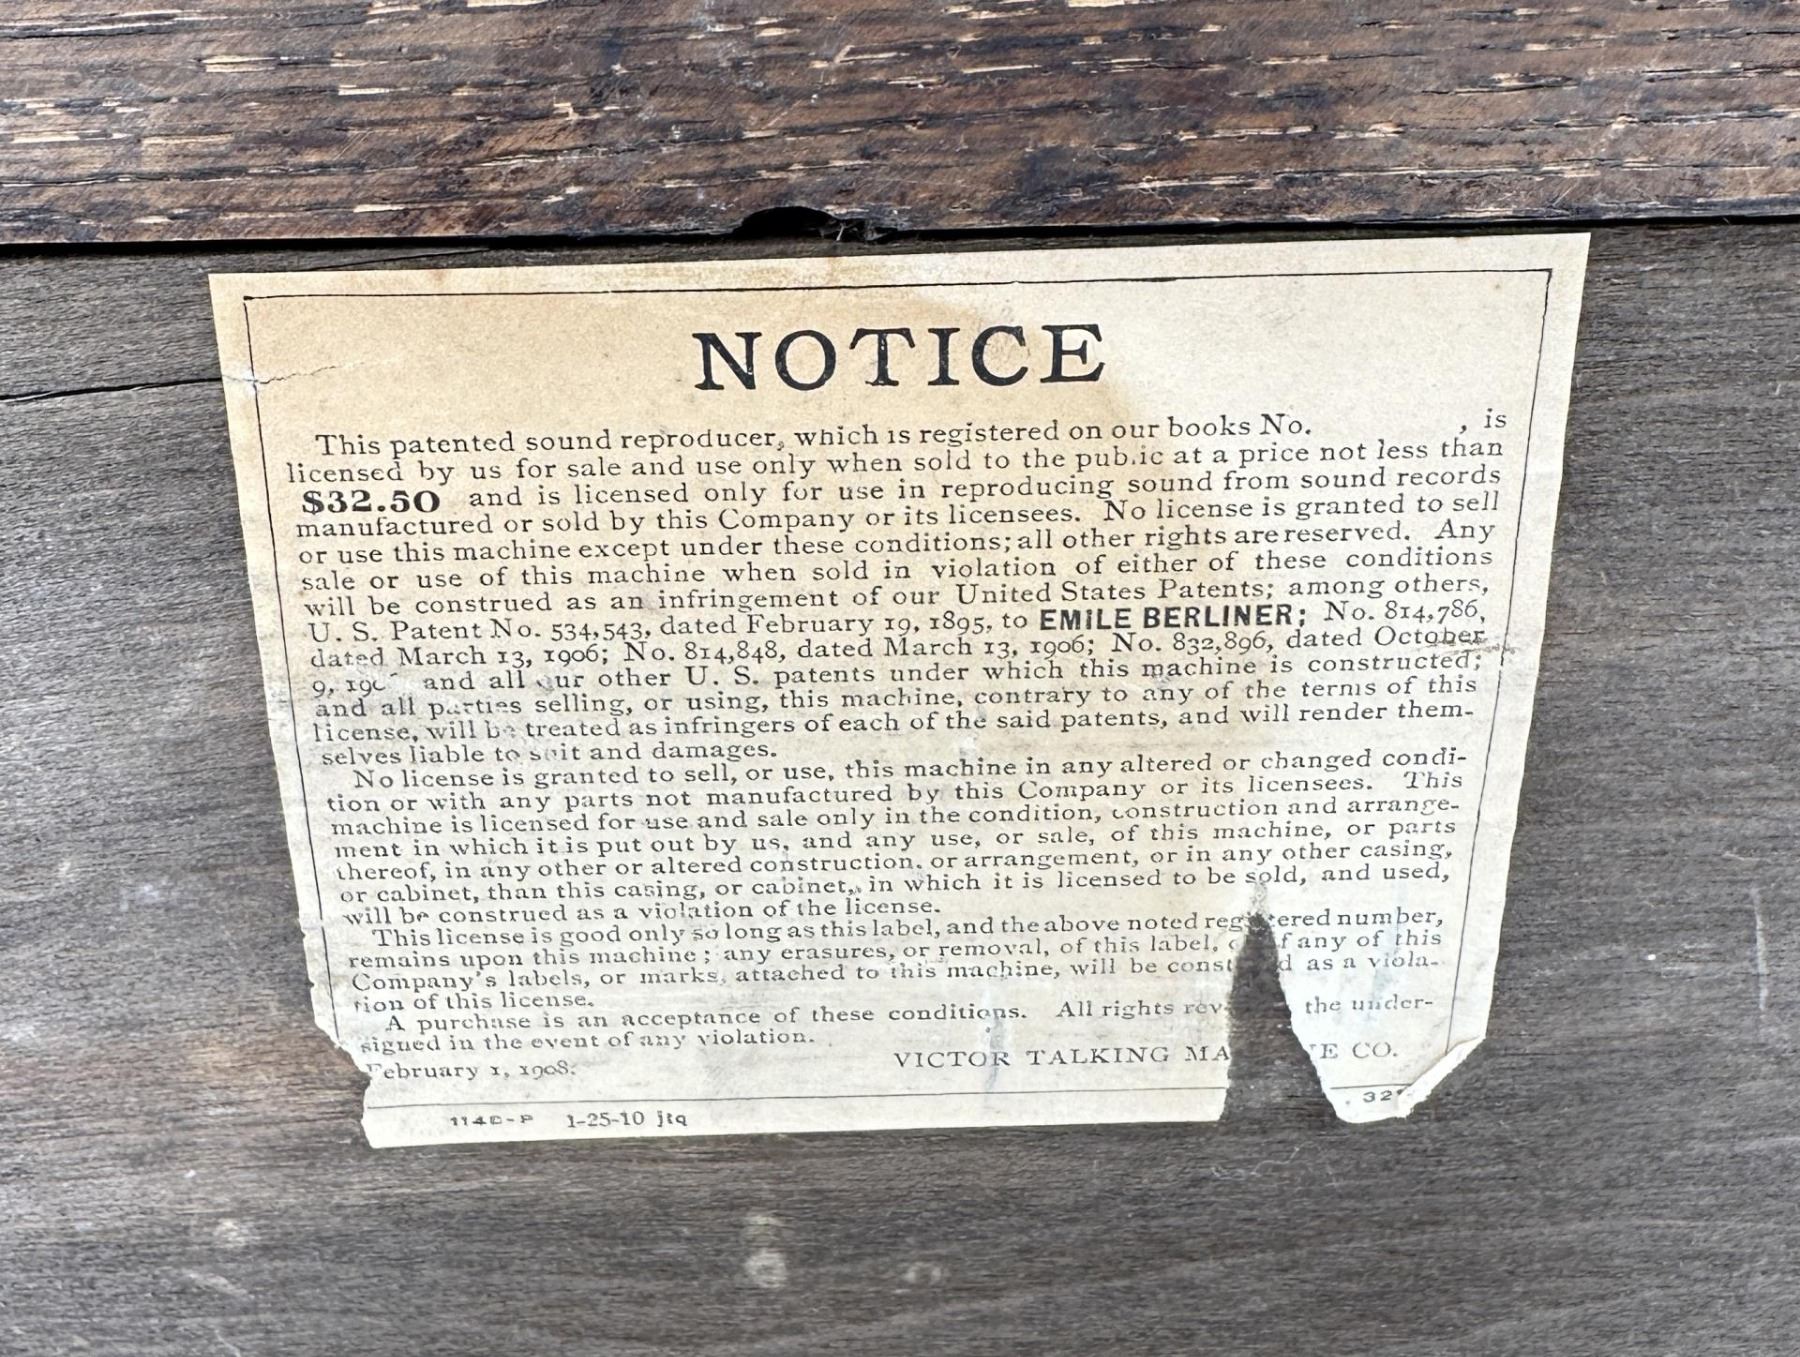 NOTICE
This patented sound reproducer, which is registered on our books No. , is
licensed by us for sale and use only when sold to the public at a price not less than
$32.50 and is licensed only for use in reproducing sound from sound records
manufactured or sold by this Company or its licensees. No license is granted to sell
or use this machine except under these conditions; all other rights are reserved. Any
sale or use of this machine when sold in violation of either of these conditions
will be construed as an infringement of our United States Patents; among others,
U. S. Patent No. 534,543, dated February 19, 1895, to EMILE BERLINER; No. 814,786,
dated March 13, 1906; No. 814,848, dated March 13, 1906; No. 832,896, dated October
9, and all our other U. S. patents under which this machine is constructed;
and all parties selling, or using, this machine, contrary to any of the terms of this
license, will be treated as infringers of each of the said patents, and will render them-
selves liable to suit and damages.
No license is granted to sell, or use, this machine in any altered or changed condi-
tion or with any parts not manufactured by this Company or its licensees. This
machine is licensed for use and sale only in the condition, construction and arrange-
ment in which it is put out by us, and any use, or sale, of this machine, or parts
thereof, in any other or altered construction, or arrangement, or in any other casing,
or cabinet, than this casing, or cabinet, in which it is licensed to be sold, and used,
will be construed as a violation of the license.
This license is good only so long as this label, and the above noted registered number,
remains upon this machine; any erasures, or removal, of this label, of any of this
Company's labels, or marks, attached to this machine, will be as a viola-
tion of this license.
A purchase is an acceptance of these conditions. All rights the under-
signed in the event of any violation.
February 1, 1908. VICTOR TALKING CO.
1-25-10 jtq